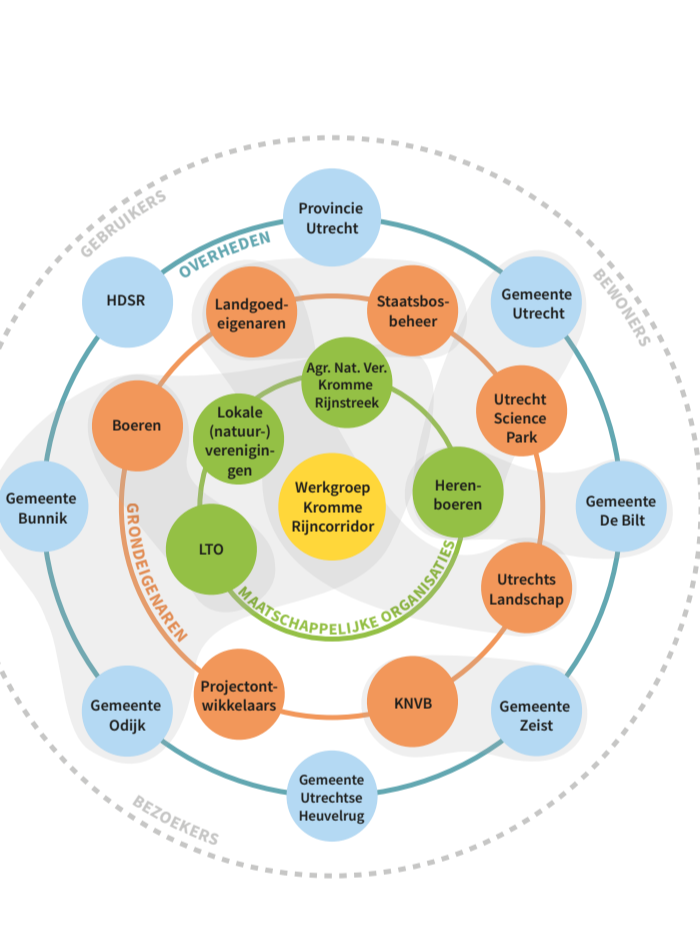 GEBRUIKERS
BEWONERS
OVERHEDEN
Provincie
Utrecht
HDSR
Gemeente
Utrecht
Landgoed-
eigenaren
Staatsbos-
beheer
Agr. Nat. Ver.
Kromme
Rijnstreek
Utrecht
Science
Park
Boeren
Lokale
(natuur-)
verenigin-
gen
Gemeente
Bunnik
Werkgroep
Kromme
Rijncorridor
Heren-
boeren
Gemeente
De Bilt
LTO
GRONDEIGENAREN
MAATSCHAPPELIJKE ORGANISATIES
Utrechts
Landschap
Gemeente
Odijk
Projectont-
wikkelaars
KNVB
Gemeente
Zeist
Gemeente
Utrechtse
Heuvelrug
BEZOEKERS